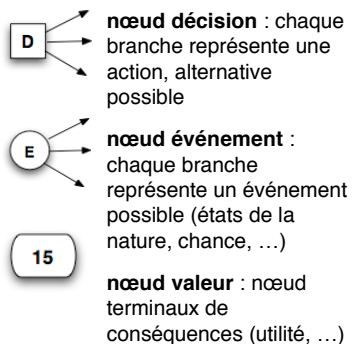 D
nœud décision : chaque
branche représente une
action, alternative
possible
E
nœud événement :
chaque branche
représente un événement
possible (états de la
nature, chance, …)
15
nœud valeur : nœud
terminaux de
conséquences (utilité, …)